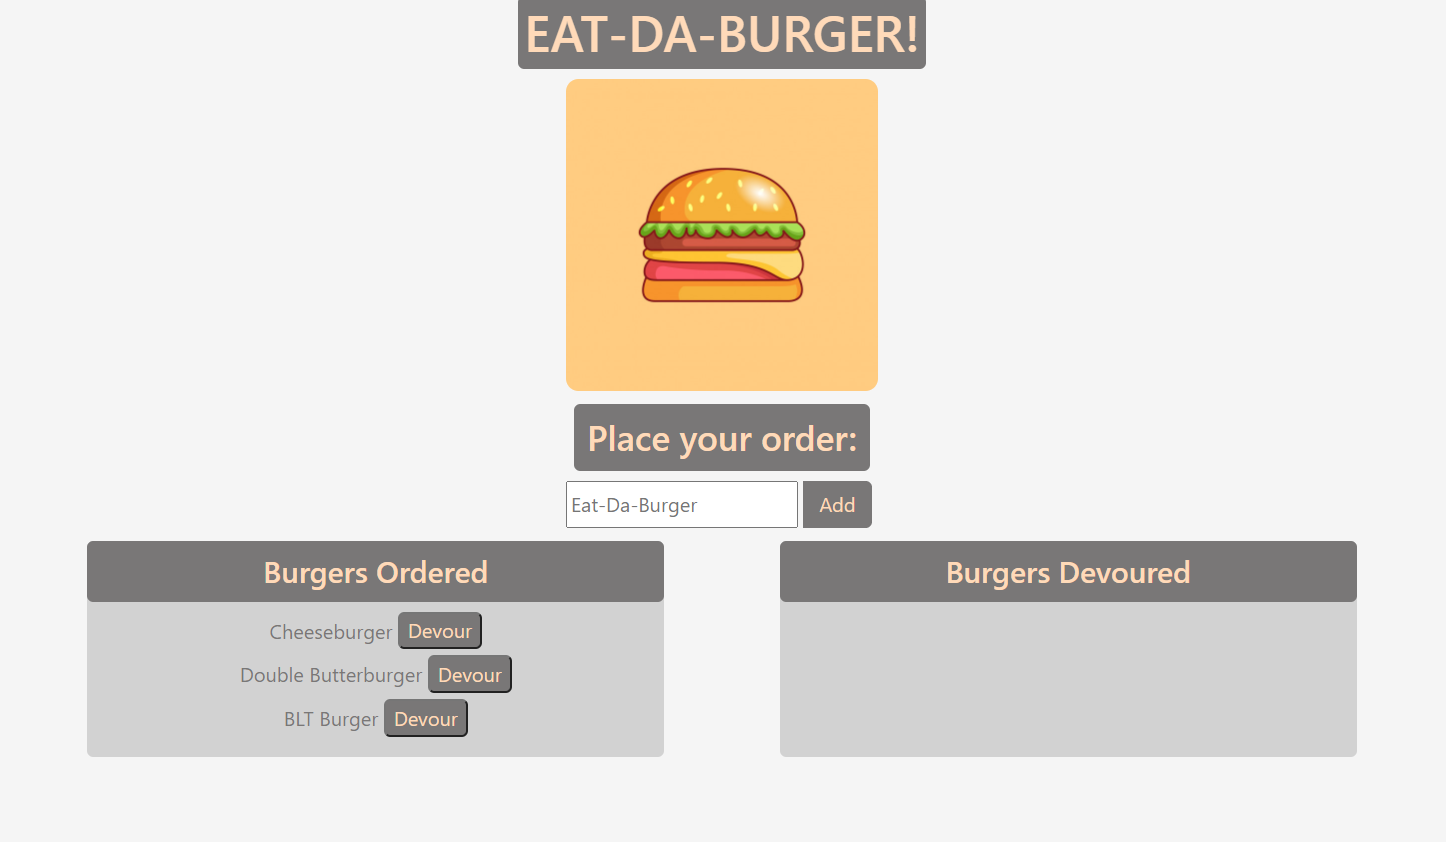 EAT-DA-BURGER!
Place your order:
Eat-Da-Burger Add
Burgers Ordered
Cheeseburger Devour
Double Butterburger Devour
BLT Burger Devour
Burgers Devoured